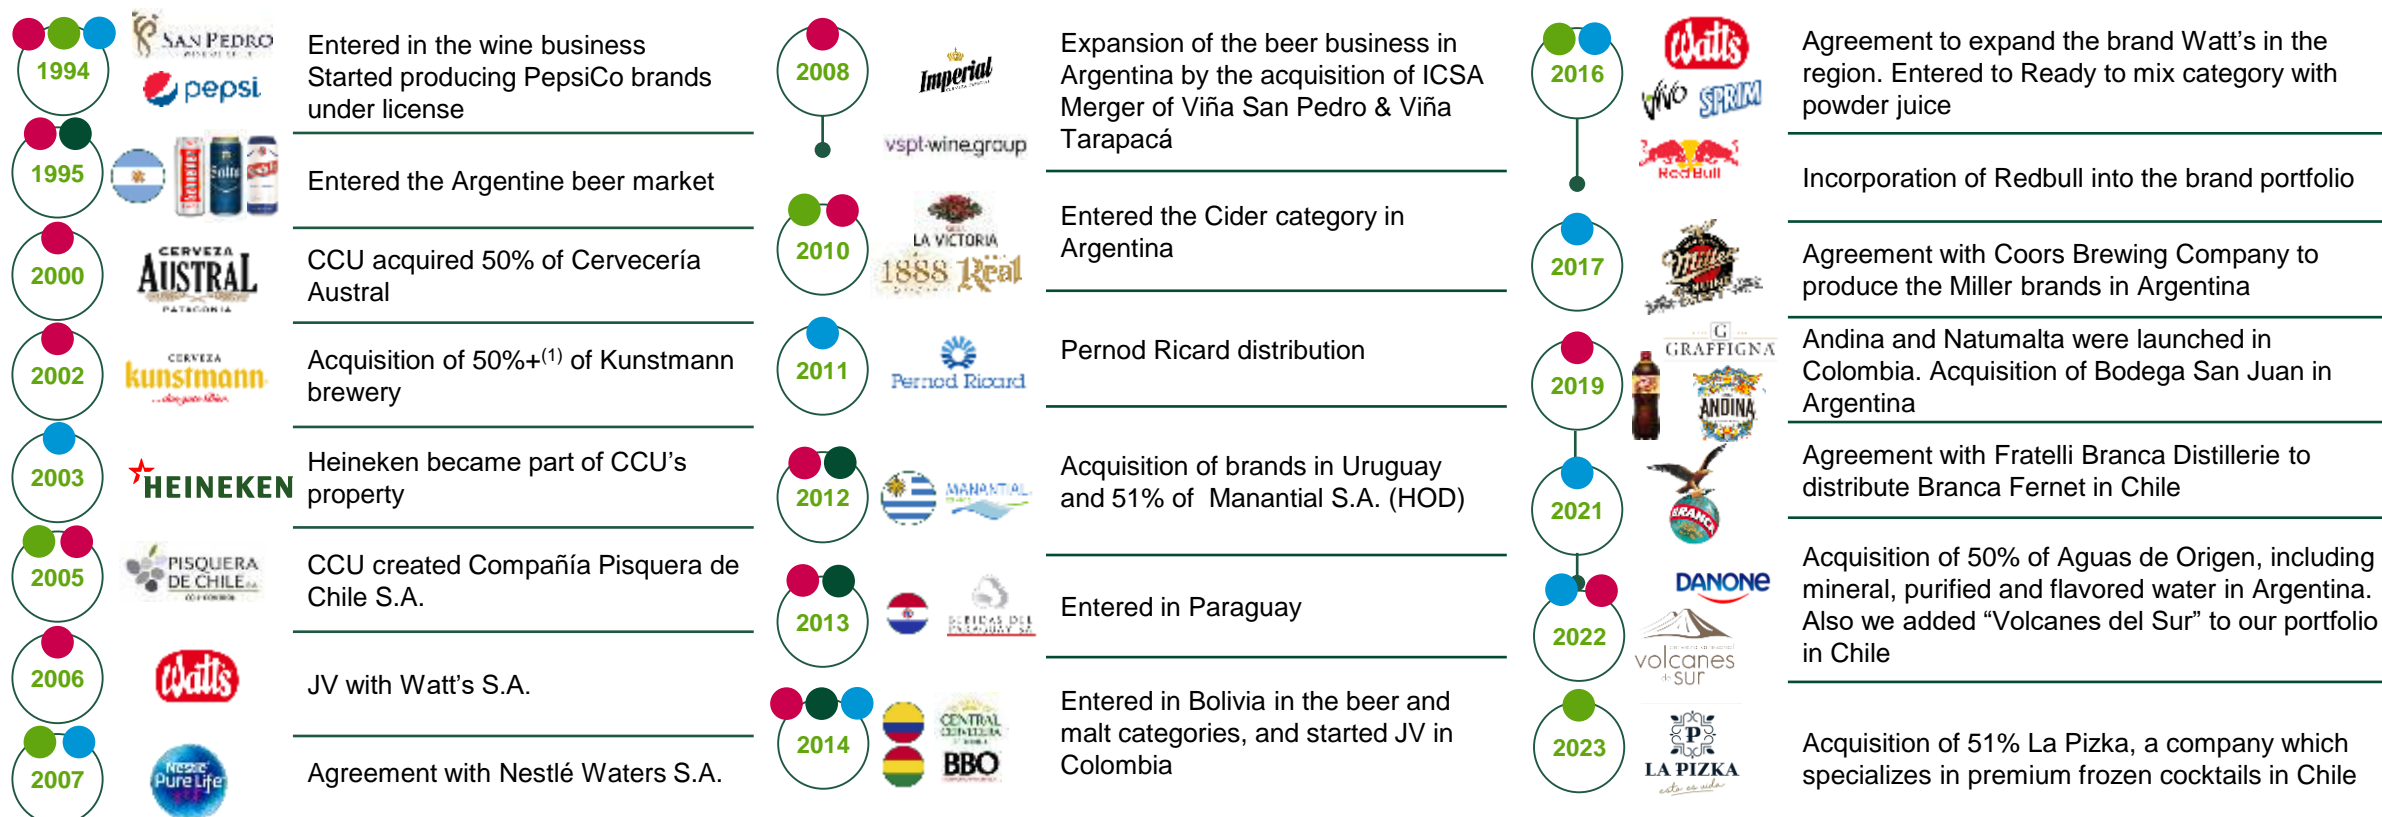 1994
SAN PEDRO
pepsi
Entered in the wine business
Started producing PepsiCo brands
under license
1995
Salta
Entered the Argentine beer market
2000
CERVEZA
AUSTRAL
PATAGONIA
CCU acquired 50% of Cervecería
Austral
2002
CERVEZA
kunstmann
Acquisition of 50%+(1) of Kunstmann
brewery
2003
HEINEKEN
Heineken became part of CCU’s
property
2005
PISQUERA
DE CHILE
CCU created Compañía Pisquera de
Chile S.A.
2006
Watt's
JV with Watt’s S.A.
2007
Nestlé
Pure Life
Agreement with Nestlé Waters S.A.
2008
Imperial
vspt-wine.group
Expansion of the beer business in
Argentina by the acquisition of ICSA
Merger of Viña San Pedro & Viña
Tarapacá
2010
LA VICTORIA
1888 Real
Entered the Cider category in
Argentina
2011
Pernod Ricard
Pernod Ricard distribution
2012
MANANTIAL
Acquisition of brands in Uruguay
and 51% of  Manantial S.A. (HOD)
2013
BEBIDAS DEL
PARAGUAY SA
Entered in Paraguay
2014
CENTRAL
CERVECERA
BBO
Entered in Bolivia in the beer and
malt categories, and started JV in
Colombia
2016
Watt's
VIVO
SPRIM
Agreement to expand the brand Watt’s in the
region. Entered to Ready to mix category with
powder juice
Red Bull
Incorporation of Redbull into the brand portfolio
2017
Miller
GENUINE
DRAFT
Agreement with Coors Brewing Company to
produce the Miller brands in Argentina
2019
G
GRAFFIGNA
ANDINA
Andina and Natumalta were launched in
Colombia. Acquisition of Bodega San Juan in
Argentina
2021
BRANCA
Agreement with Fratelli Branca Distillerie to
distribute Branca Fernet in Chile
2022
DANONE
volcanes
de sur
Acquisition of 50% of Aguas de Origen, including
mineral, purified and flavored water in Argentina.
Also we added “Volcanes del Sur” to our portfolio
in Chile
2023
P
LA PIZKA
esto es vida
Acquisition of 51% La Pizka, a company which
specializes in premium frozen cocktails in Chile